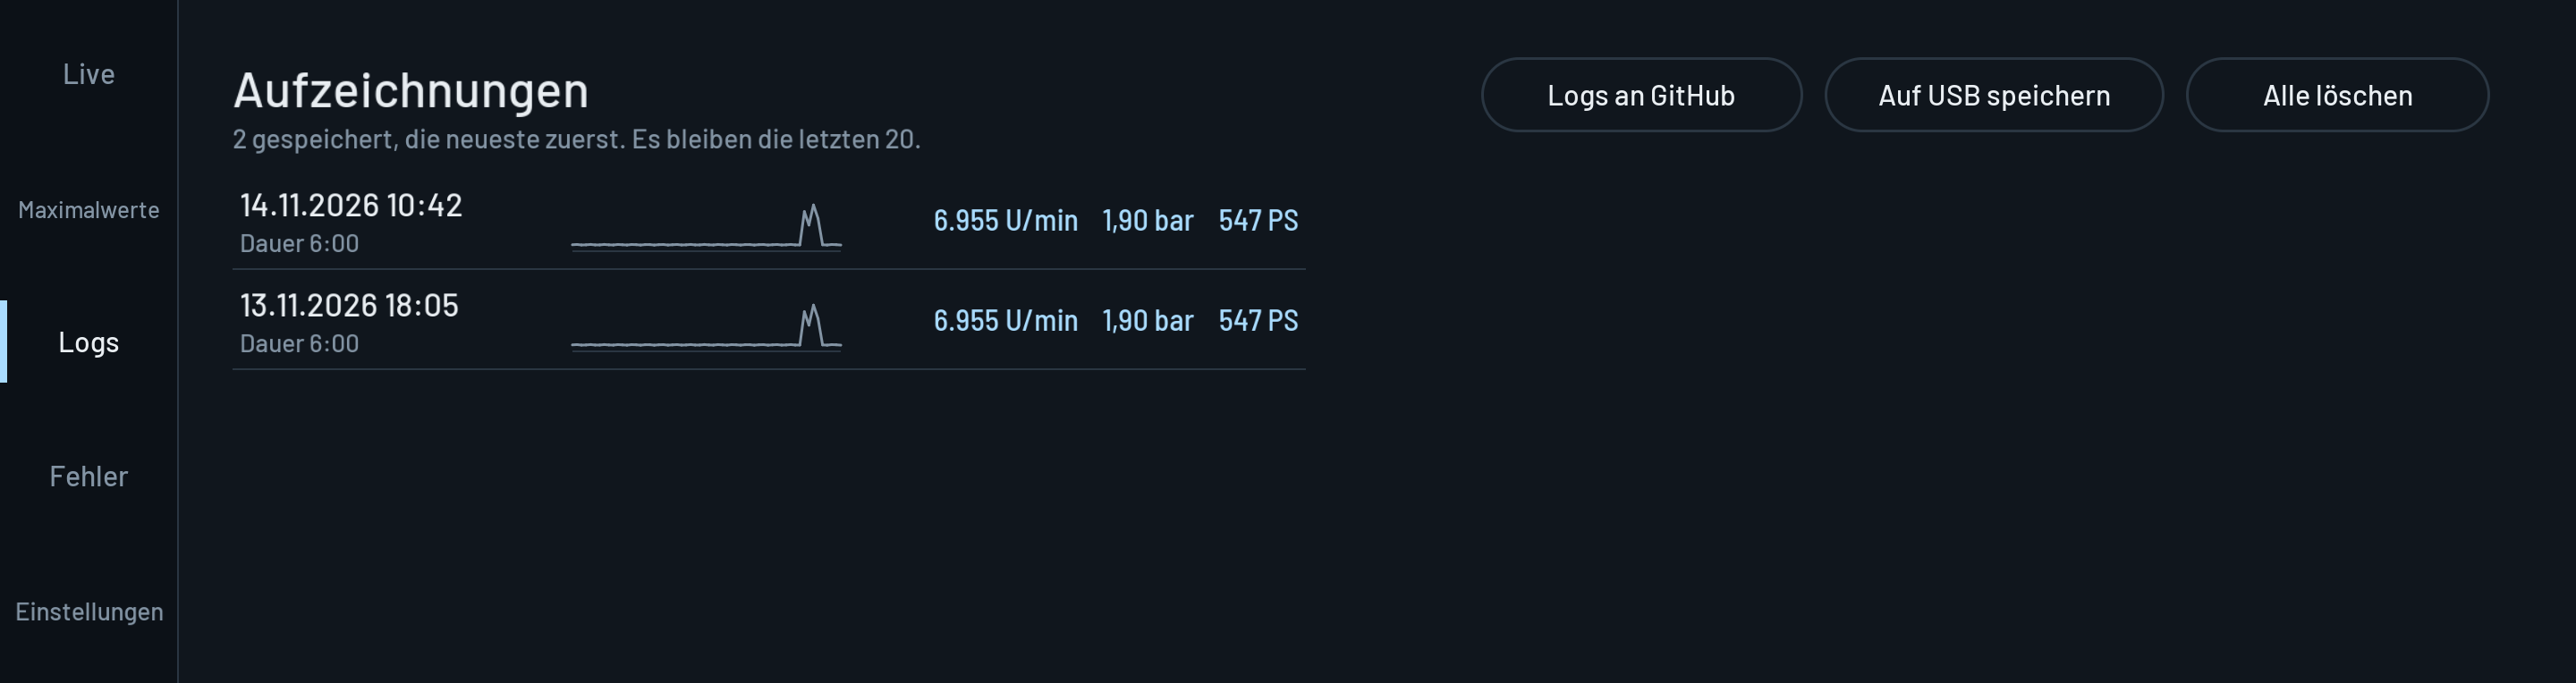 Live
Maximalwerte
Logs
Fehler
Einstellungen
Aufzeichnungen
2 gespeichert, die neueste zuerst. Es bleiben die letzten 20.
Logs an GitHub
Auf USB speichern
Alle löschen
14.11.2026 10:42
Dauer 6:00
6.955 U/min 1,90 bar 547 PS
13.11.2026 18:05
Dauer 6:00
6.955 U/min 1,90 bar 547 PS